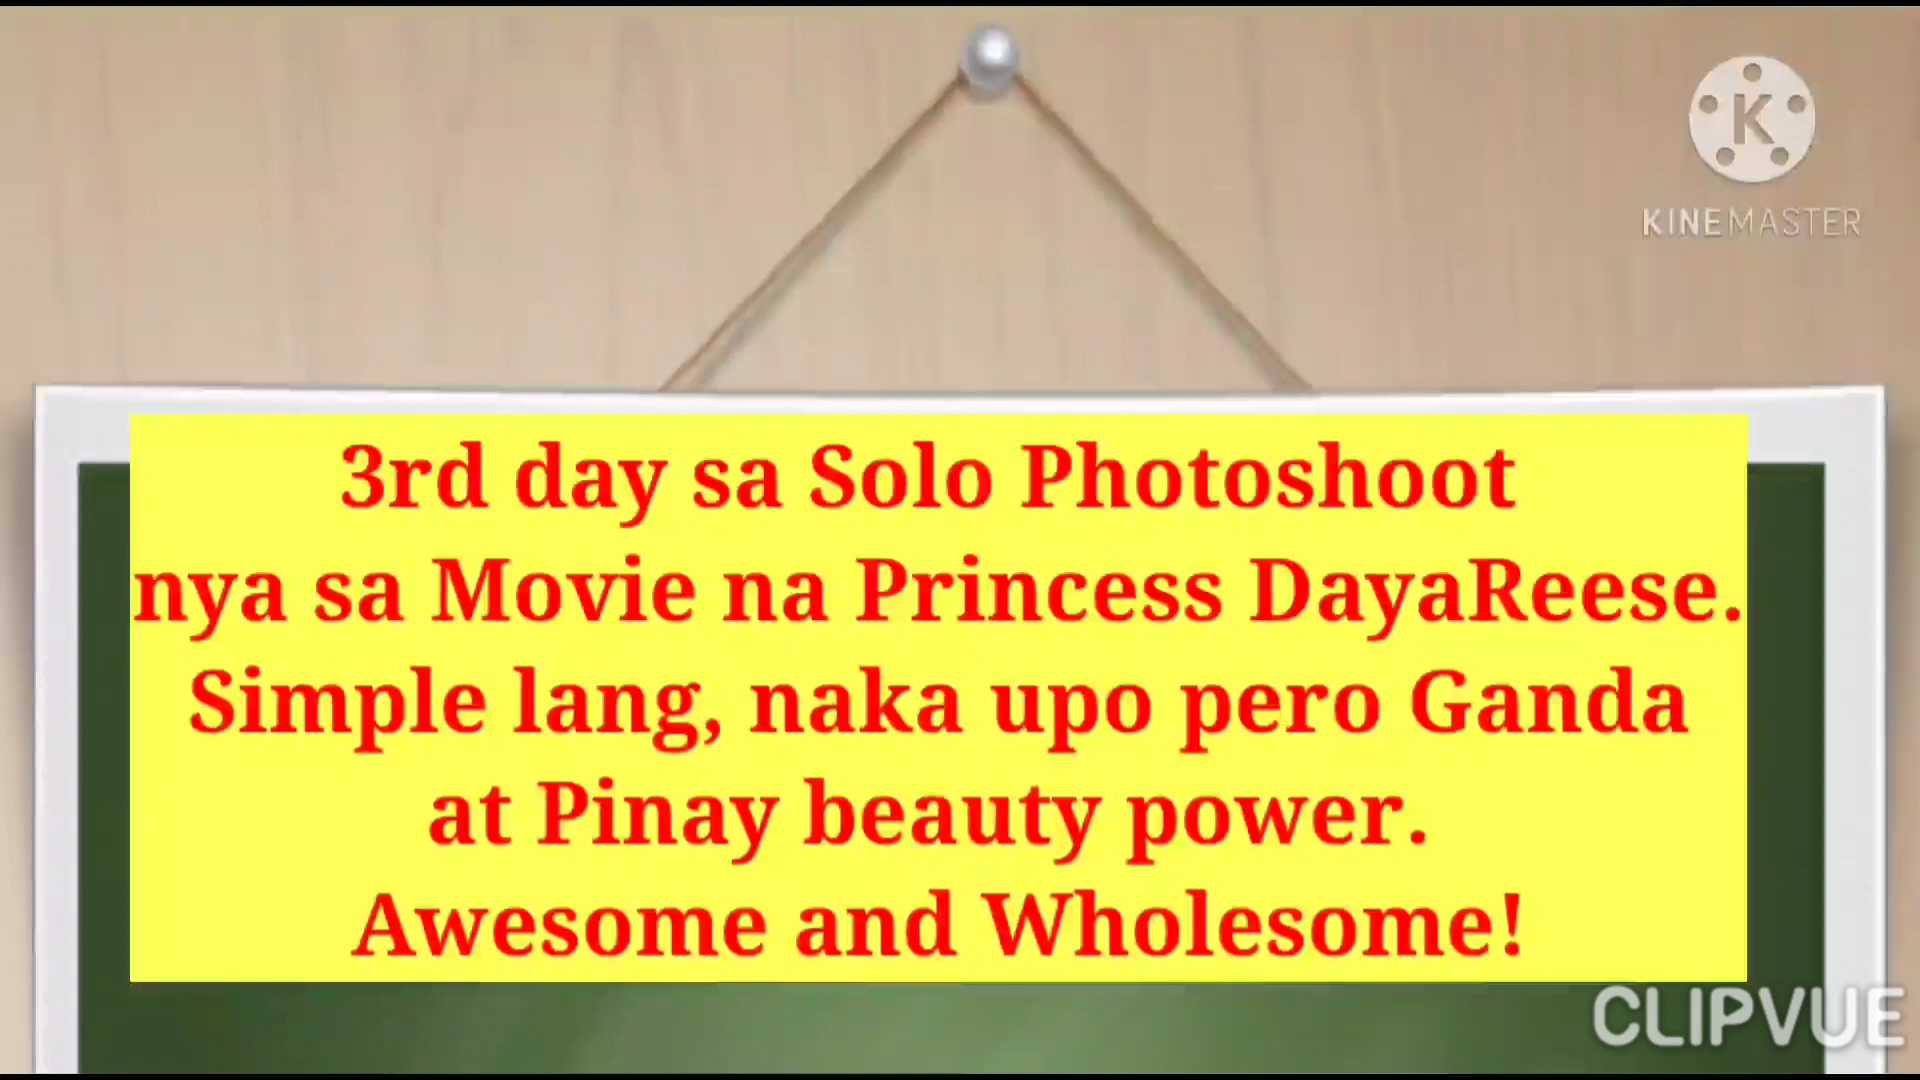 K
KINEMASTER
3rd day sa Solo Photoshoot
nya sa Movie na Princess DayaReese.
Simple lang, naka upo pero Ganda
at Pinay beauty power.
Awesome and Wholesome!
CLIPVUE